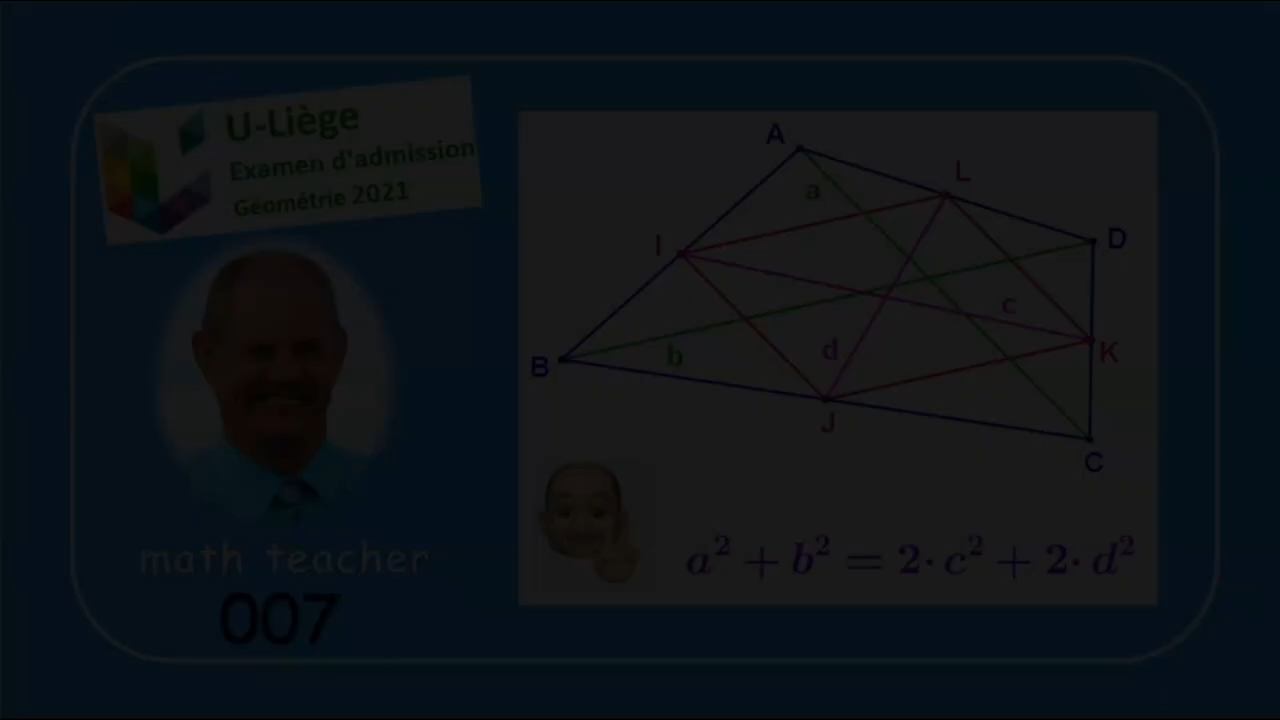 U-Liège
Examen d'admission
Géométrie 2021
math teacher
007
A
a
L
I
D
c
K
B
b
d
J
C
a² + b² = 2· c² + 2· d²